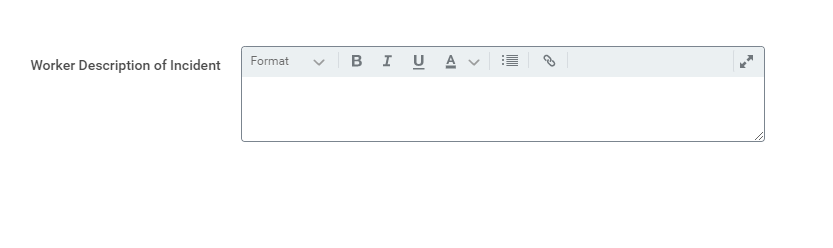 Worker Description of Incident
Format B I U A